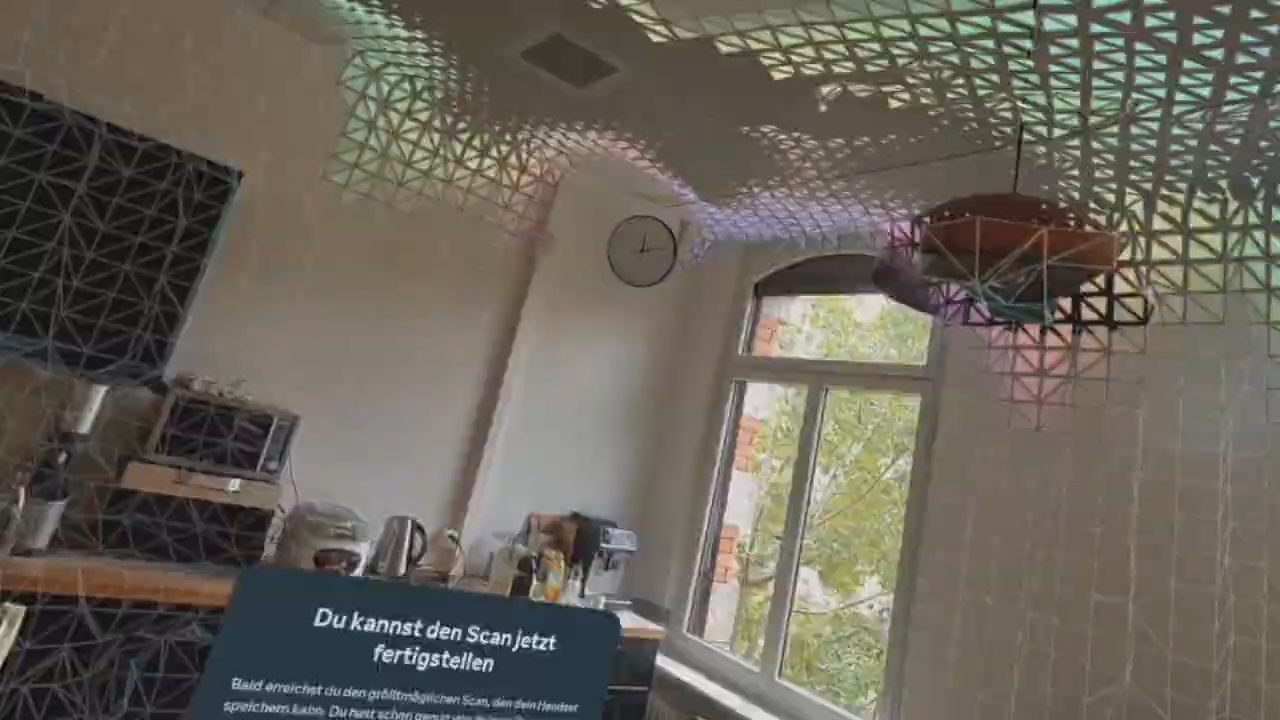 Du kannst den Scan jetzt
fertigstellen
Bald erreichst du den größtmöglichen Scan, den dein Headset
speichern kann. Du hast schon genug